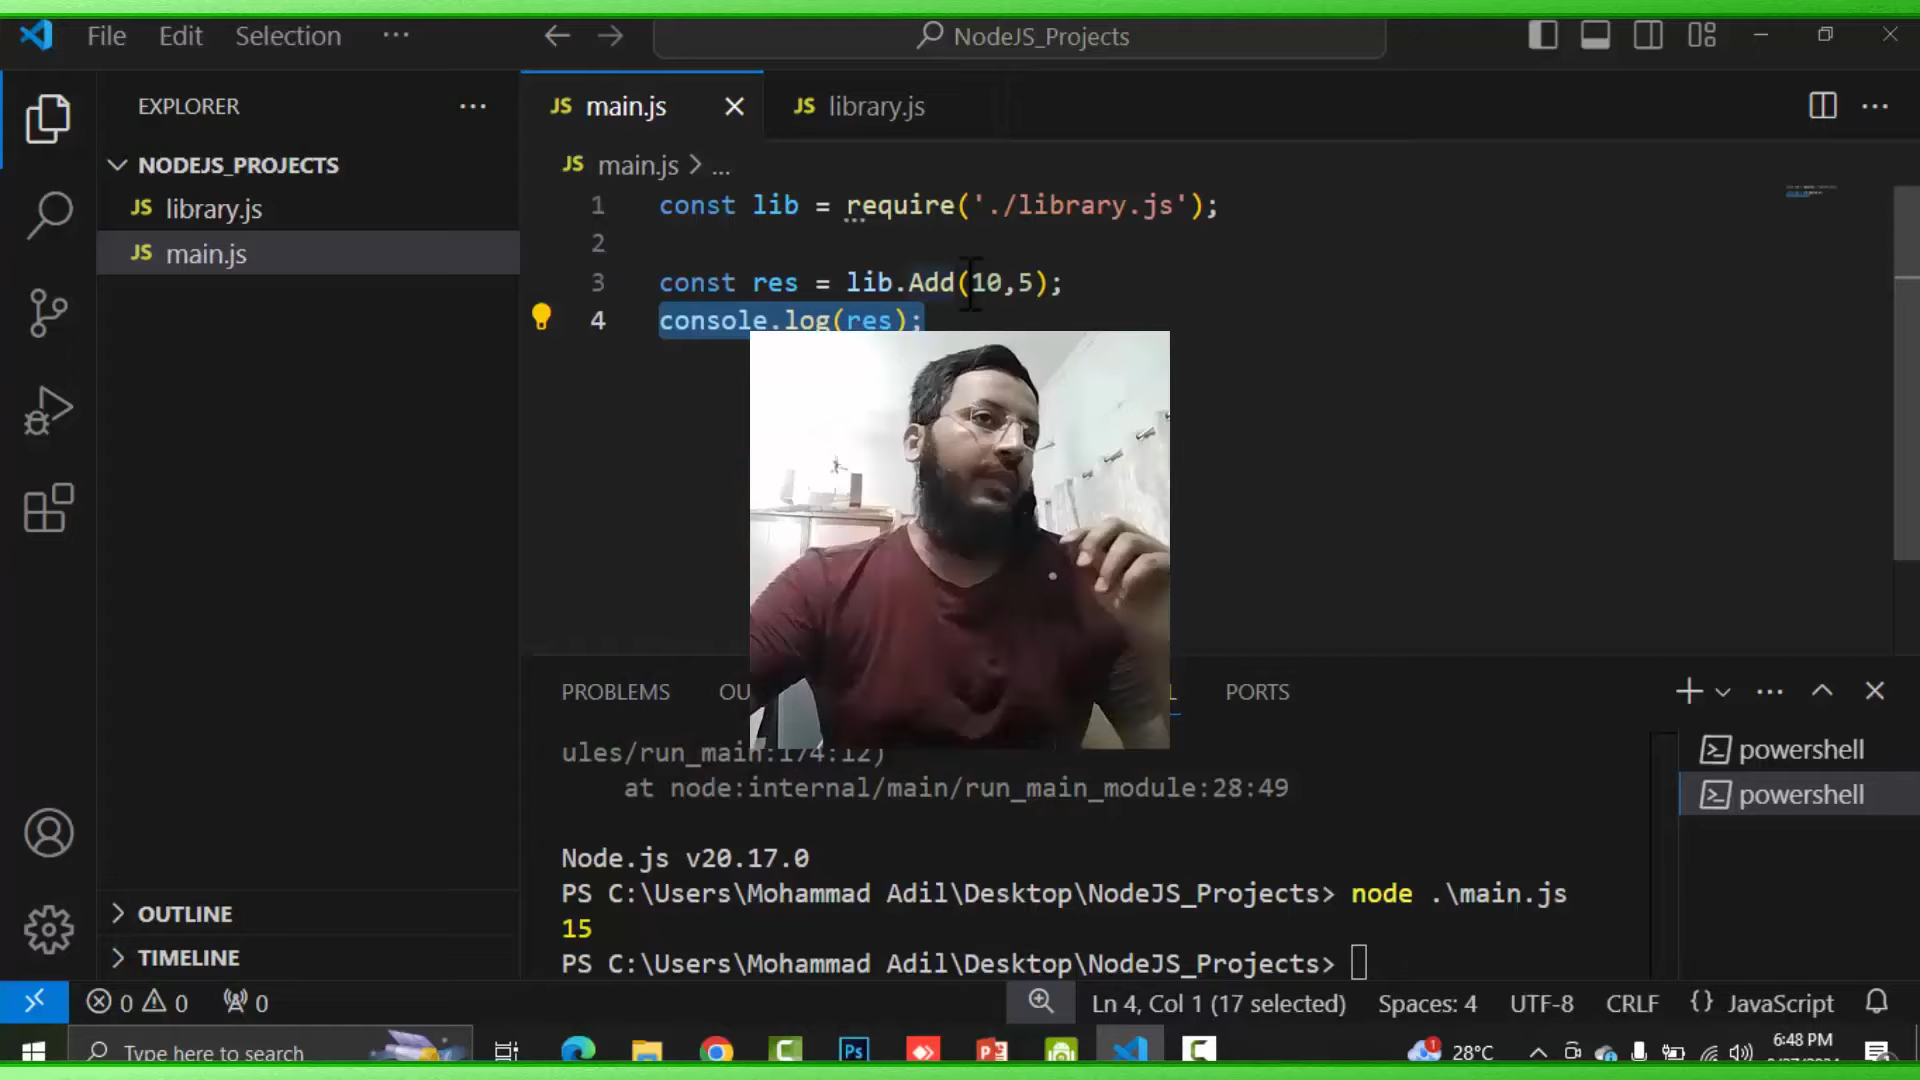 File Edit Selection ...
NodeJS_Projects
EXPLORER ...
NODEJS_PROJECTS
JS library.js
JS main.js
OUTLINE
TIMELINE
JS main.js
JS library.js
JS main.js > ...
1 const lib = require('./library.js');
2
3 const res = lib.Add(10,5);
4 console.log(res);
PROBLEMS
PORTS
ules/run_main:174:12)
at node:internal/main/run_main_module:28:49
Node.js v20.17.0
PS C:\Users\Mohammad Adil\Desktop\NodeJS_Projects> node .\main.js
15
PS C:\Users\Mohammad Adil\Desktop\NodeJS_Projects>
powershell
powershell
0 0 0
Ln 4, Col 1 (17 selected) Spaces: 4 UTF-8 CRLF {} JavaScript
Type here to search
Ps
28°C
6:48 PM